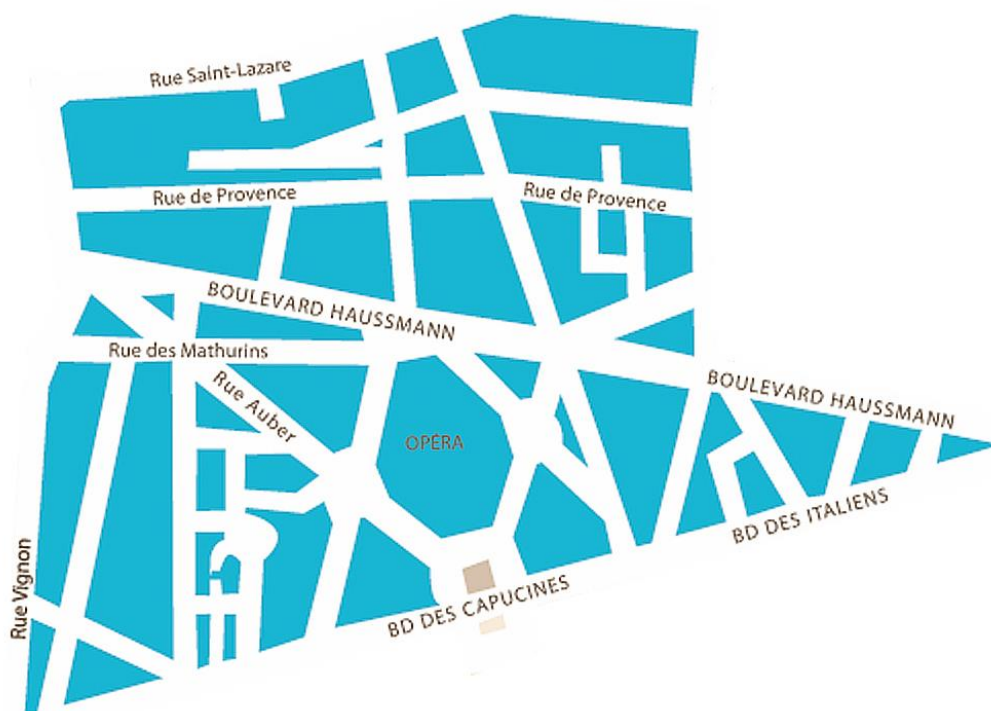 Rue Saint-Lazare
Rue de Provence
Rue de Provence
BOULEVARD HAUSSMANN
Rue des Mathurins
Rue Auber
BOULEVARD HAUSSMANN
OPÉRA
BD DES ITALIENS
Rue Vignon
BD DES CAPUCINES